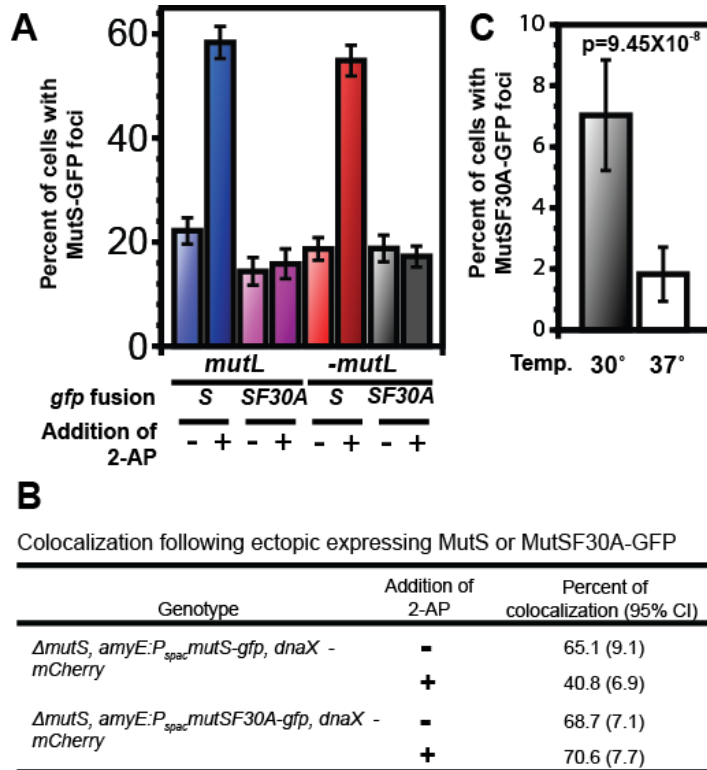 A
Percent of cells with
MutS-GFP foci
60
40
20
0
mutL
-mutL
gfp fusion
S
SF30A
S
SF30A
Addition of
2-AP
-
+
-
+
-
+
-
+
C
Percent of cells with
MutSF30A-GFP foci
p=9.45X10⁻⁸
10
8
6
4
2
0
Temp.
30°
37°
B
Colocalization following ectopic expressing MutS or MutSF30A-GFP
Genotype
Addition of
2-AP
Percent of
colocalization (95% CI)
ΔmutS, amyE:Pspac mutS-gfp, dnaX -
mCherry
- 65.1 (9.1)
+ 40.8 (6.9)
ΔmutS, amyE:Pspac mutSF30A-gfp, dnaX -
mCherry
- 68.7 (7.1)
+ 70.6 (7.7)